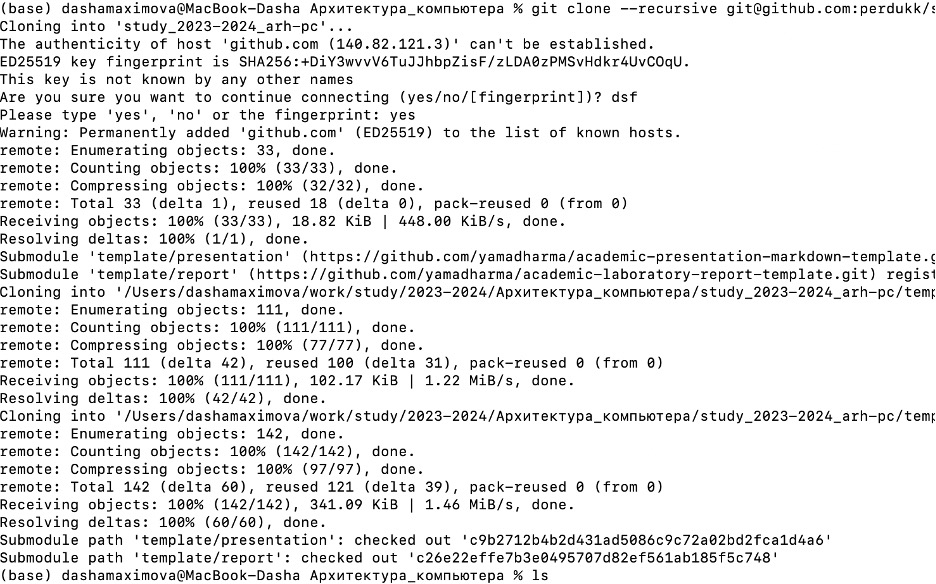 (base) dashamaximova@MacBook-Dasha Архитектура_компьютера % git clone --recursive git@github.com:perdukk/s
Cloning into 'study_2023-2024_arh-pc'...
The authenticity of host 'github.com (140.82.121.3)' can't be established.
ED25519 key fingerprint is SHA256:+DiY3wvvV6TuJJhbpZisF/zLDA0zPMSvHdkr4UvCOqU.
This key is not known by any other names
Are you sure you want to continue connecting (yes/no/[fingerprint])? dsf
Please type 'yes', 'no' or the fingerprint: yes
Warning: Permanently added 'github.com' (ED25519) to the list of known hosts.
remote: Enumerating objects: 33, done.
remote: Counting objects: 100% (33/33), done.
remote: Compressing objects: 100% (32/32), done.
remote: Total 33 (delta 1), reused 18 (delta 0), pack-reused 0 (from 0)
Receiving objects: 100% (33/33), 18.82 KiB | 448.00 KiB/s, done.
Resolving deltas: 100% (1/1), done.
Submodule 'template/presentation' (https://github.com/yamadharma/academic-presentation-markdown-template.g
Submodule 'template/report' (https://github.com/yamadharma/academic-laboratory-report-template.git) regist
Cloning into '/Users/dashamaximova/work/study/2023-2024/Архитектура_компьютера/study_2023-2024_arh-pc/temp
remote: Enumerating objects: 111, done.
remote: Counting objects: 100% (111/111), done.
remote: Compressing objects: 100% (77/77), done.
remote: Total 111 (delta 42), reused 100 (delta 31), pack-reused 0 (from 0)
Receiving objects: 100% (111/111), 102.17 KiB | 1.22 MiB/s, done.
Resolving deltas: 100% (42/42), done.
Cloning into '/Users/dashamaximova/work/study/2023-2024/Архитектура_компьютера/study_2023-2024_arh-pc/temp
remote: Enumerating objects: 142, done.
remote: Counting objects: 100% (142/142), done.
remote: Compressing objects: 100% (97/97), done.
remote: Total 142 (delta 60), reused 121 (delta 39), pack-reused 0 (from 0)
Receiving objects: 100% (142/142), 341.09 KiB | 1.46 MiB/s, done.
Resolving deltas: 100% (60/60), done.
Submodule path 'template/presentation': checked out 'c9b2712b4b2d431ad5086c9c72a02bd2fca1d4a6'
Submodule path 'template/report': checked out 'c26e22effe7b3e0495707d82ef561ab185f5c748'
(base) dashamaximova@MacBook-Dasha Архитектура_компьютера % ls